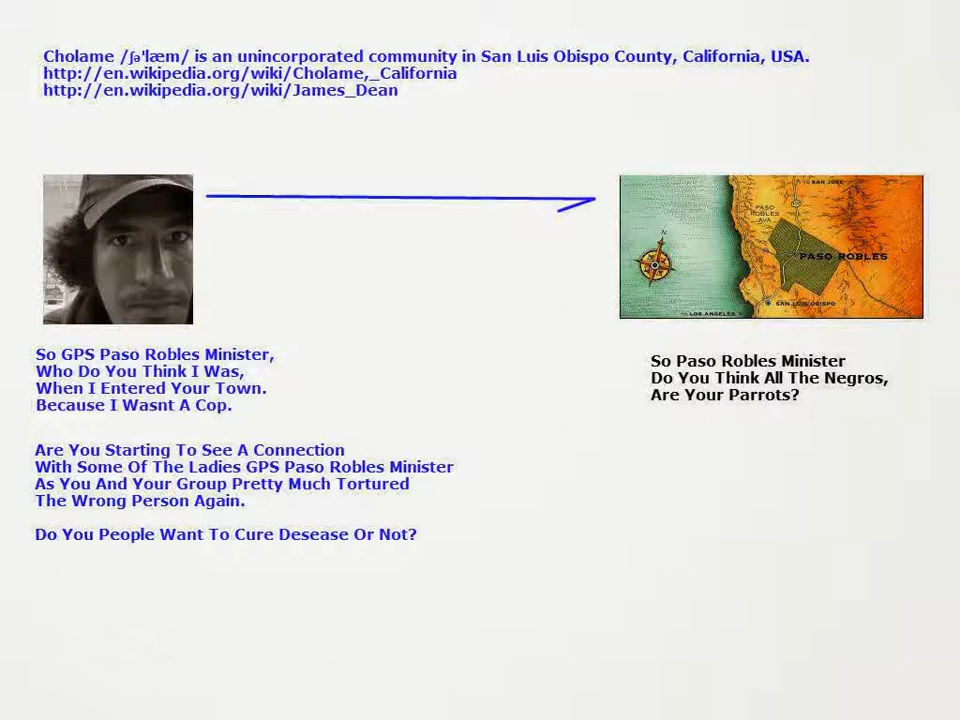 Cholame /ʃə'læm/ is an unincorporated community in San Luis Obispo County, California, USA.
http://en.wikipedia.org/wiki/Cholame,_California
http://en.wikipedia.org/wiki/James_Dean
TO SAN JOSE
PASO
ROBLES
AVA
N
PASO ROBLES
SAN LUIS OBISPO
TO LOS ANGELES
So GPS Paso Robles Minister,
Who Do You Think I Was,
When I Entered Your Town.
Because I Wasnt A Cop.
So Paso Robles Minister
Do You Think All The Negros,
Are Your Parrots?
Are You Starting To See A Connection
With Some Of The Ladies GPS Paso Robles Minister
As You And Your Group Pretty Much Tortured
The Wrong Person Again.
Do You People Want To Cure Desease Or Not?